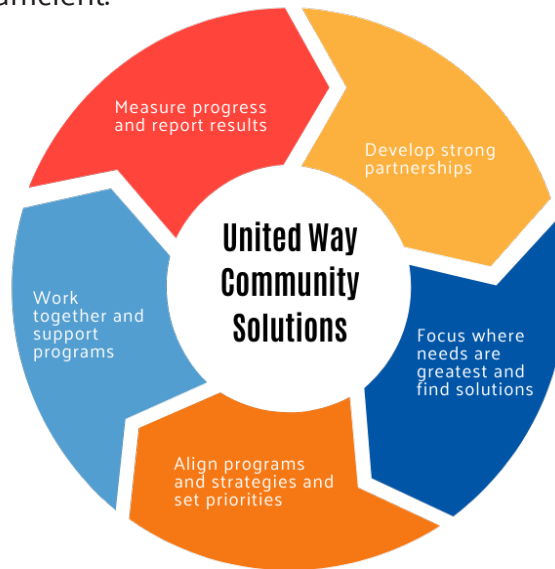 Measure progress
and report results
Develop strong
partnerships
United Way
Community
Solutions
Work
together and
support
programs
Focus where
needs are
greatest and
find solutions
Align programs
and strategies and
set priorities